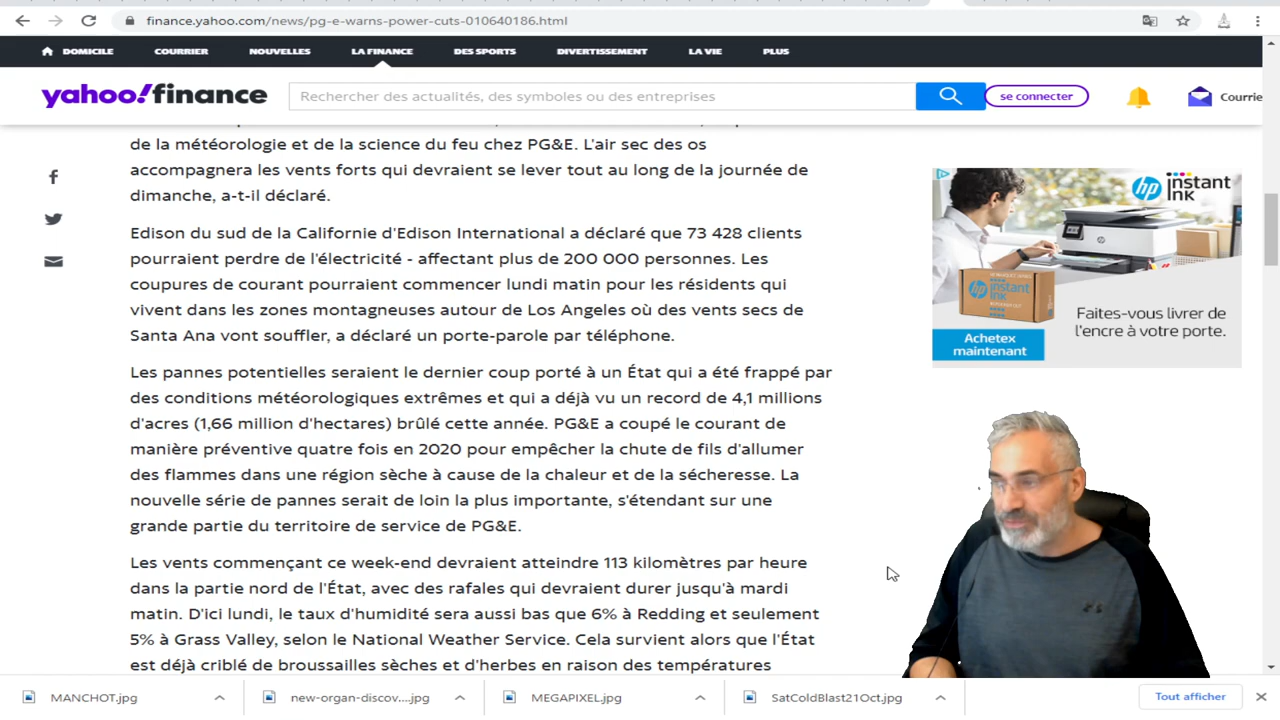 finance.yahoo.com/news/pg-e-warns-power-cuts-010640186.html
DOMICILE COURRIER NOUVELLES LA FINANCE DES SPORTS DIVERTISSEMENT LA VIE PLUS
yahoo!finance
Rechercher des actualités, des symboles ou des entreprises
se connecter
Courrie
de la météorologie et de la science du feu chez PG&E. L'air sec des os
accompagnera les vents forts qui devraient se lever tout au long de la journée de
dimanche, a-t-il déclaré.
Edison du sud de la Californie d'Edison International a déclaré que 73 428 clients
pourraient perdre de l'électricité - affectant plus de 200 000 personnes. Les
coupures de courant pourraient commencer lundi matin pour les résidents qui
vivent dans les zones montagneuses autour de Los Angeles où des vents secs de
Santa Ana vont souffler, a déclaré un porte-parole par téléphone.
Les pannes potentielles seraient le dernier coup porté à un État qui a été frappé par
des conditions météorologiques extrêmes et qui a déjà vu un record de 4,1 millions
d'acres (1,66 million d'hectares) brûlé cette année. PG&E a coupé le courant de
manière préventive quatre fois en 2020 pour empêcher la chute de fils d'allumer
des flammes dans une région sèche à cause de la chaleur et de la sécheresse. La
nouvelle série de pannes serait de loin la plus importante, s'étendant sur une
grande partie du territoire de service de PG&E.
Les vents commençant ce week-end devraient atteindre 113 kilomètres par heure
dans la partie nord de l'État, avec des rafales qui devraient durer jusqu'à mardi
matin. D'ici lundi, le taux d'humidité sera aussi bas que 6% à Redding et seulement
5% à Grass Valley, selon le National Weather Service. Cela survient alors que l'État
est déjà criblé de broussailles sèches et d'herbes en raison des températures
hp instant ink
hp instant ink
Faites-vous livrer de
l'encre à votre porte.
Achetex
maintenant
MANCHOT.jpg
new-organ-discov....jpg
MEGAPIXEL.jpg
SatColdBlast21Oct.jpg
Tout afficher